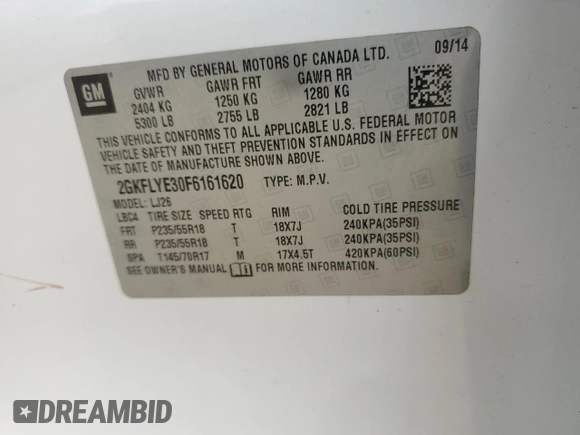 MFD BY GENERAL MOTORS OF CANADA LTD. 09/14
GM
GVWR GAWR FRT GAWR RR
2404 KG 1250 KG 1280 KG
5300 LB 2755 LB 2821 LB
THIS VEHICLE CONFORMS TO ALL APPLICABLE U.S. FEDERAL MOTOR
VEHICLE SAFETY AND THEFT PREVENTION STANDARDS IN EFFECT ON
THE DATE OF MANUFACTURE SHOWN ABOVE.
2GKFLYE30F6161620 TYPE: M.P.V.
MODEL: LJ26
LBC4 TIRE SIZE SPEED RTG RIM COLD TIRE PRESSURE
FRT P235/55R18 T 18X7J 240KPA(35PSI)
RR P235/55R18 T 18X7J 240KPA(35PSI)
SPA T145/70R17 M 17X4.5T 420KPA(60PSI)
SEE OWNER'S MANUAL FOR MORE INFORMATION.
DREAMBID